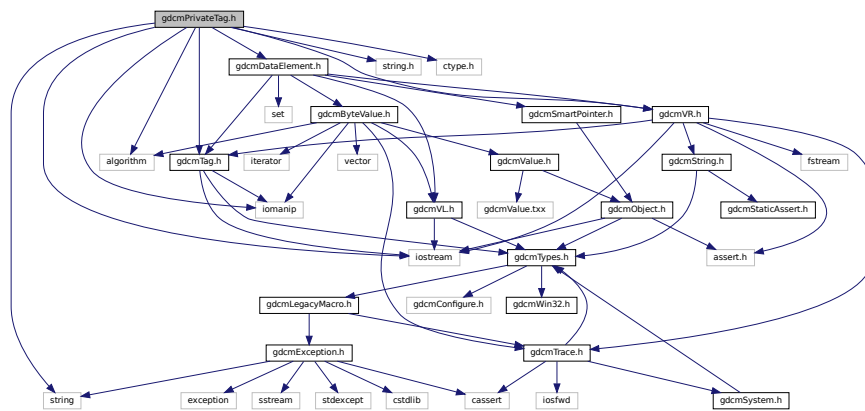 gdcmPrivateTag.h
gdcmDataElement.h
string.h
ctype.h
set
gdcmByteValue.h
gdcmSmartPointer.h
gdcmVR.h
algorithm
gdcmTag.h
iterator
vector
gdcmValue.h
gdcmString.h
fstream
iomanip
gdcmVL.h
gdcmValue.txx
gdcmObject.h
gdcmStaticAssert.h
iostream
gdcmTypes.h
assert.h
gdcmLegacyMacro.h
gdcmConfigure.h
gdcmWin32.h
gdcmException.h
gdcmTrace.h
string
exception
sstream
stdexcept
cstdlib
cassert
iosfwd
gdcmSystem.h